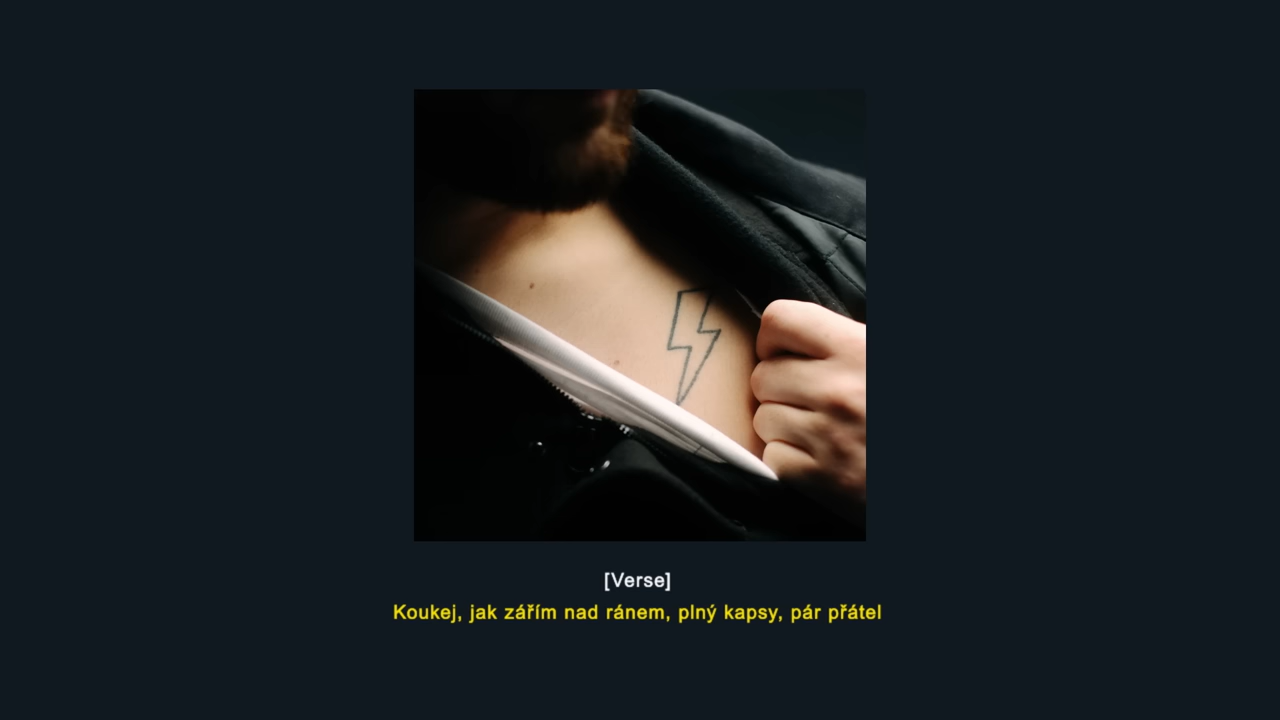 [Verse]
Koukej, jak zářím nad ránem, plný kapsy, pár přátel